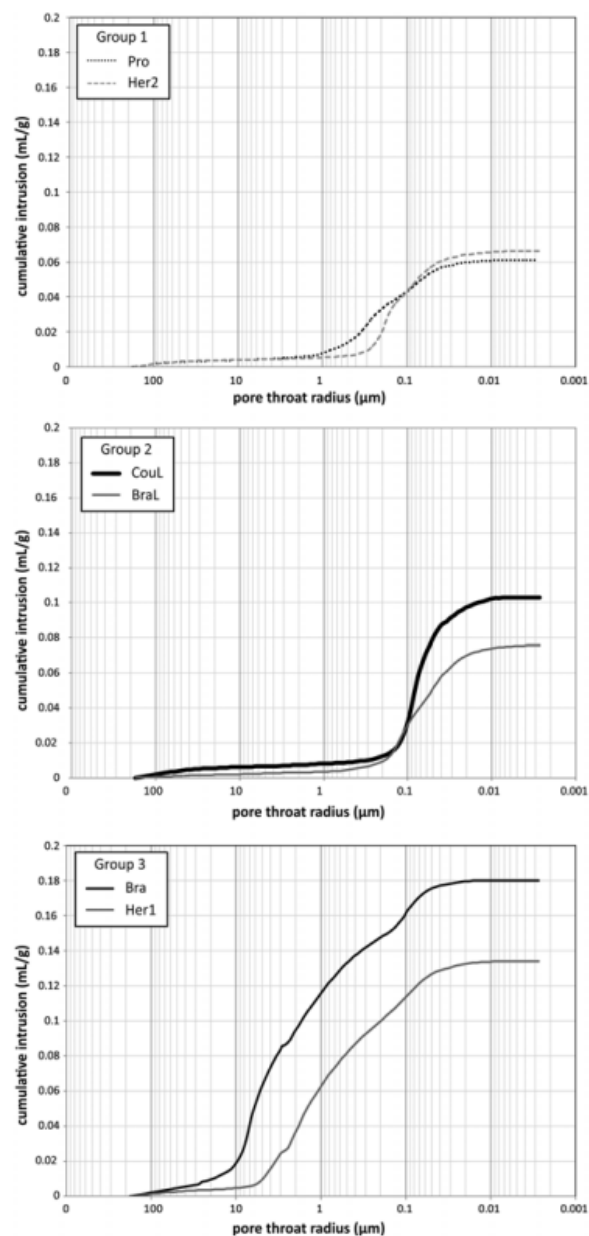 Group 1
Pro
Her2
cumulative intrusion (mL/g)
0.2
0.18
0.16
0.14
0.12
0.1
0.08
0.06
0.04
0.02
0
0 100 10 1 0.1 0.01 0.001
pore throat radius (µm)
Group 2
CouL
BraL
cumulative intrusion (mL/g)
0.2
0.18
0.16
0.14
0.12
0.1
0.08
0.06
0.04
0.02
0
0 100 10 1 0.1 0.01 0.001
pore throat radius (µm)
Group 3
Bra
Her1
cumulative intrusion (mL/g)
0.2
0.18
0.16
0.14
0.12
0.1
0.08
0.06
0.04
0.02
0
0 100 10 1 0.1 0.01 0.001
pore throat radius (µm)